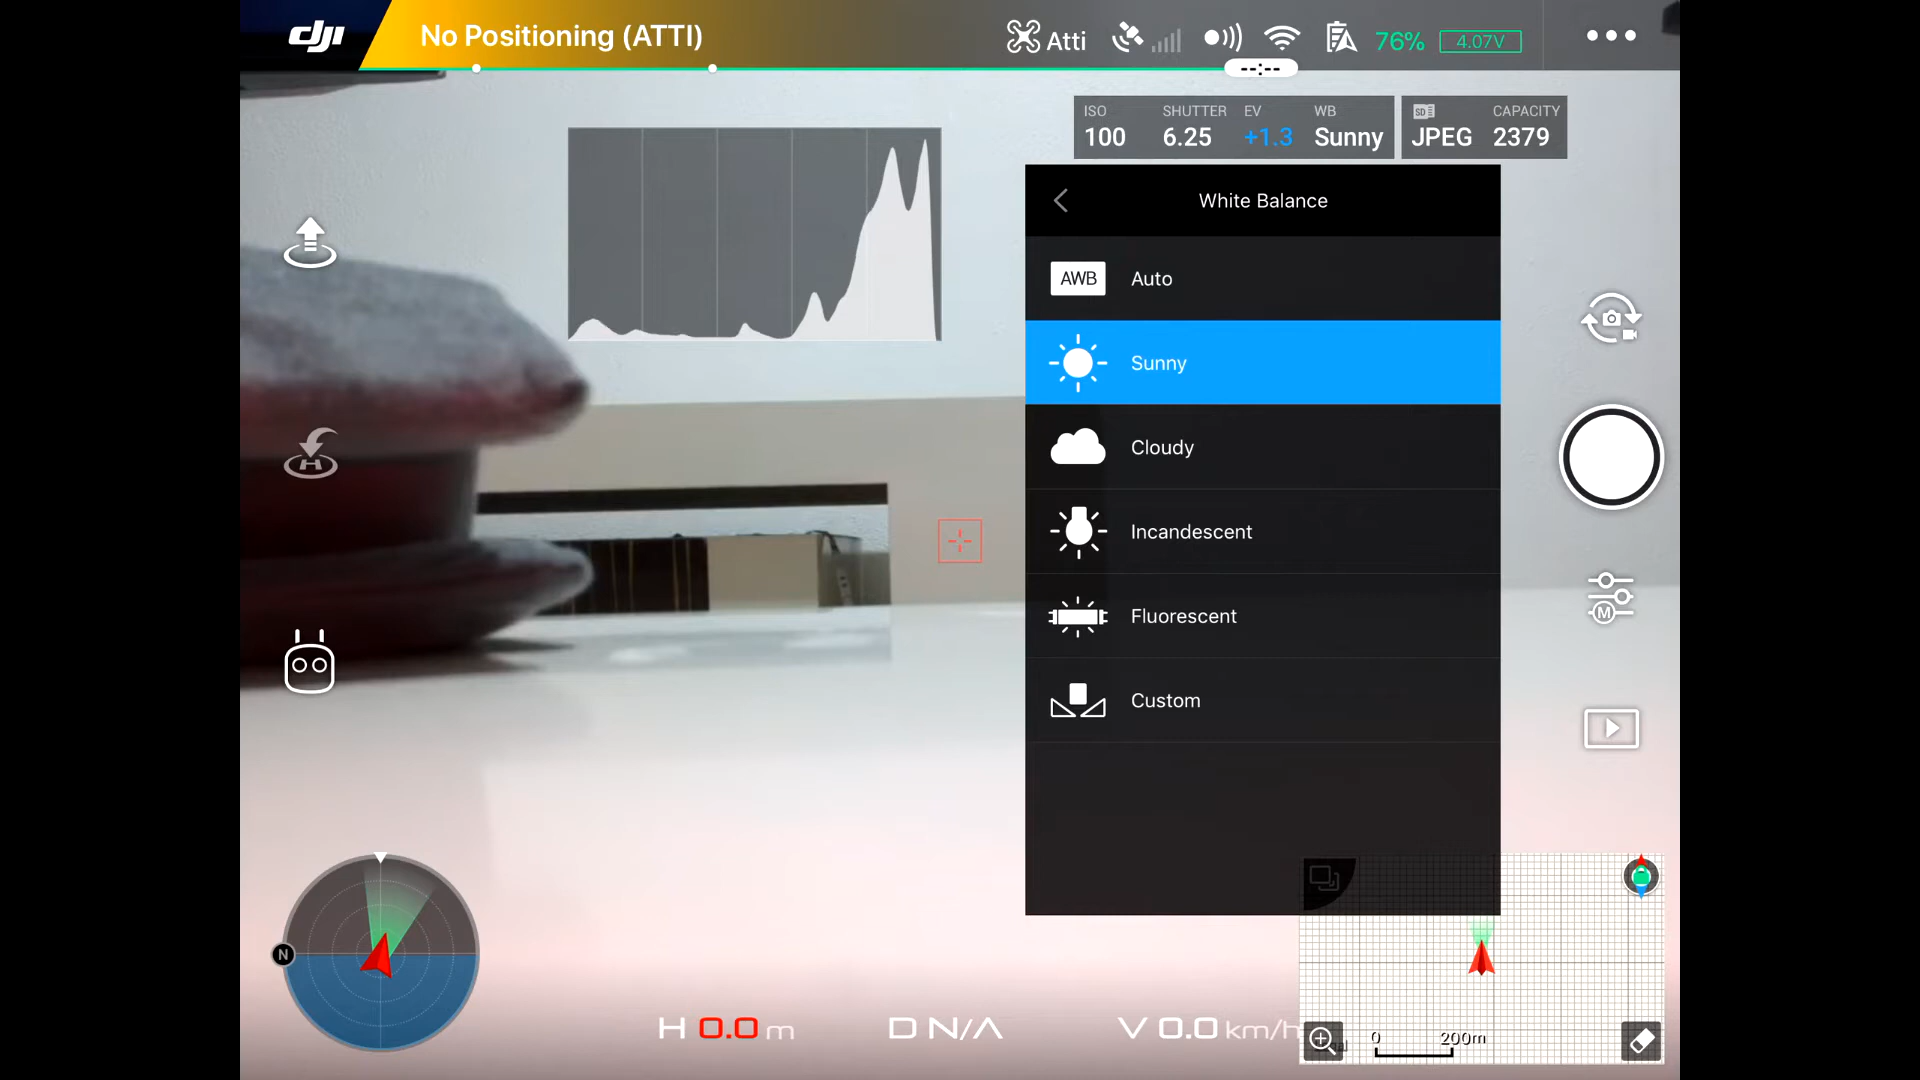 dji
No Positioning (ATTI)
Atti
76%
4.07V
--:--
ISO SHUTTER EV WB CAPACITY
100 6.25 +1.3 Sunny JPEG 2379
White Balance
AWB Auto
Sunny
Cloudy
Incandescent
Fluorescent
Custom
H
M
N
H 0.0 m
D N/A
V 0.0 km/h
0 200m